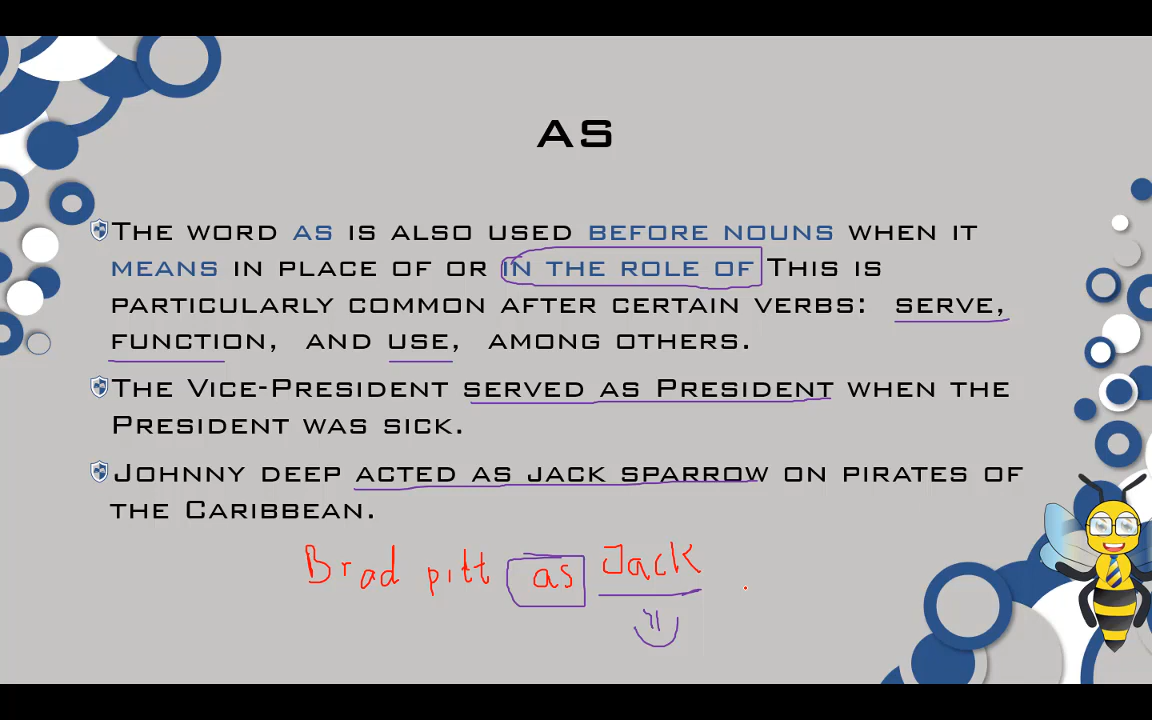 AS
THE WORD AS IS ALSO USED BEFORE NOUNS WHEN IT
MEANS IN PLACE OF OR IN THE ROLE OF THIS IS
PARTICULARLY COMMON AFTER CERTAIN VERBS: SERVE,
FUNCTION, AND USE, AMONG OTHERS.
THE VICE-PRESIDENT SERVED AS PRESIDENT WHEN THE
PRESIDENT WAS SICK.
JOHNNY DEEP ACTED AS JACK SPARROW ON PIRATES OF
THE CARIBBEAN.
Brad pitt as Jack